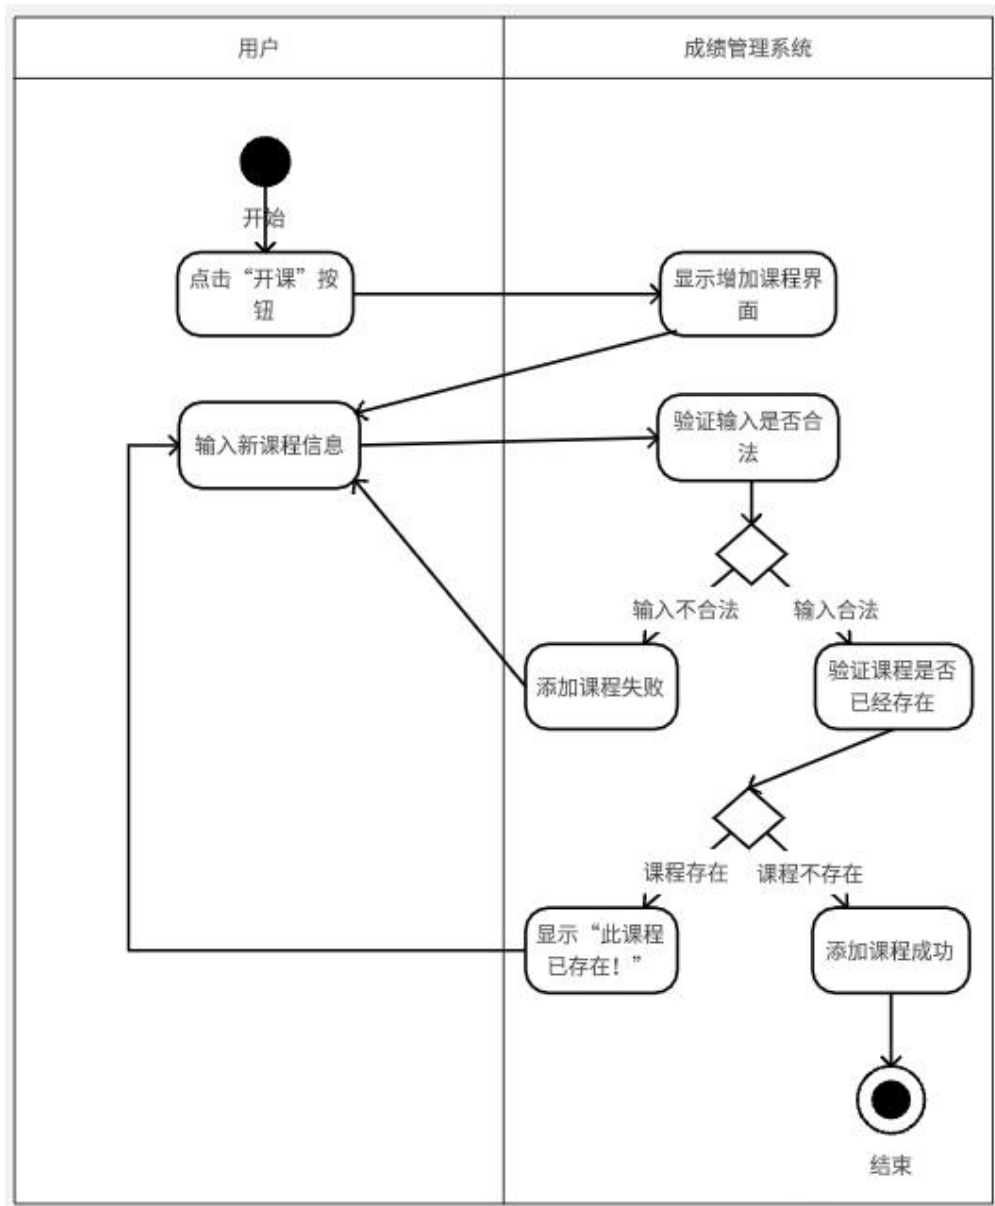 用户
成绩管理系统
开始
点击“开课”按
钮
显示增加课程界
面
输入新课程信息
验证输入是否合
法
输入不合法
输入合法
添加课程失败
验证课程是否
已经存在
课程存在
课程不存在
显示“此课程
已存在！”
添加课程成功
结束